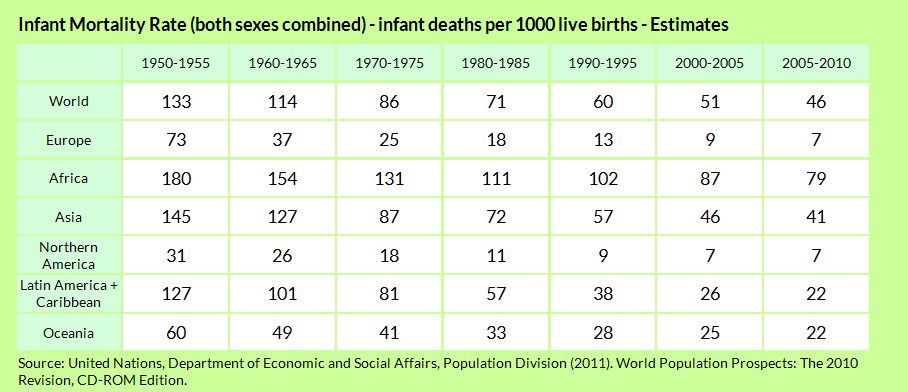 Infant Mortality Rate (both sexes combined) - infant deaths per 1000 live births - Estimates
1950-1955 1960-1965 1970-1975 1980-1985 1990-1995 2000-2005 2005-2010
World 133 114 86 71 60 51 46
Europe 73 37 25 18 13 9 7
Africa 180 154 131 111 102 87 79
Asia 145 127 87 72 57 46 41
Northern
America 31 26 18 11 9 7 7
Latin America +
Caribbean 127 101 81 57 38 26 22
Oceania 60 49 41 33 28 25 22
Source: United Nations, Department of Economic and Social Affairs, Population Division (2011). World Population Prospects: The 2010
Revision, CD-ROM Edition.